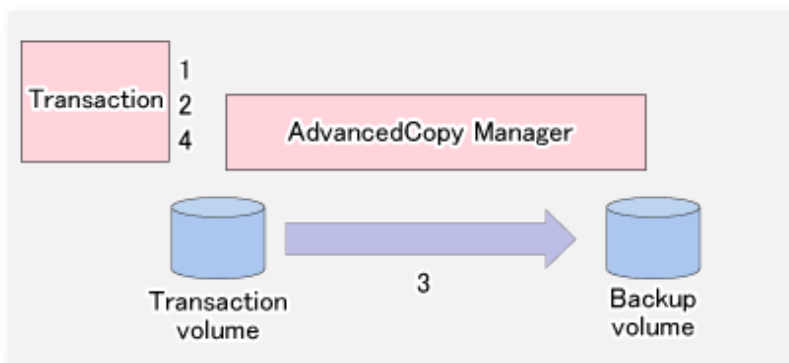 1
Transaction 2
4
AdvancedCopy Manager
3
Transaction
volume
Backup
volume